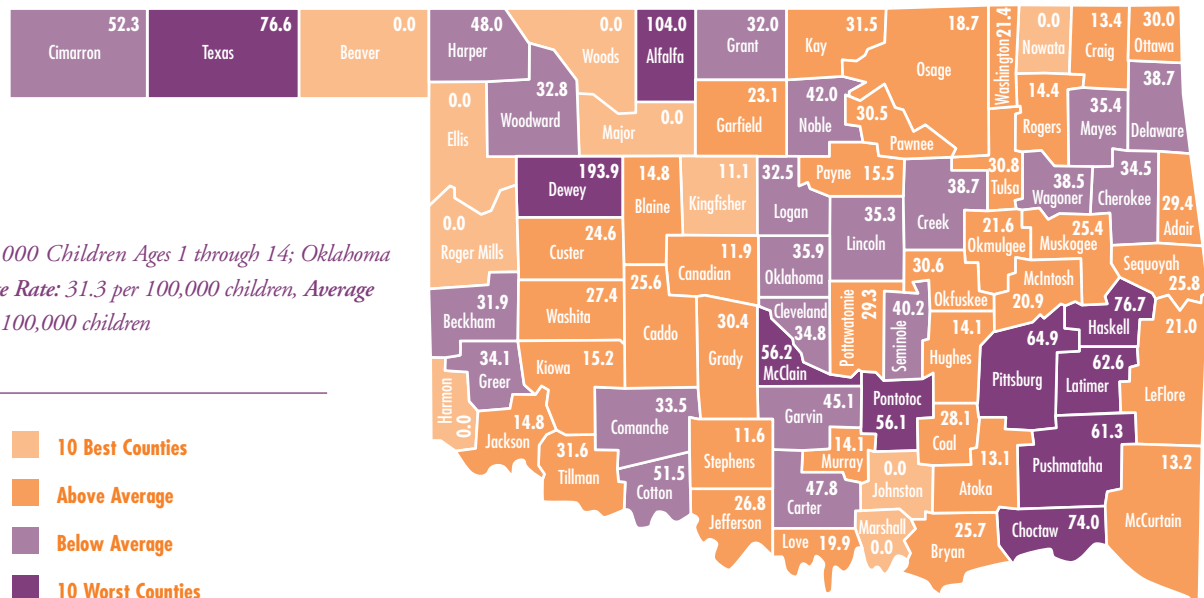 52.3
Cimarron
76.6
Texas
0.0
Beaver
48.0
Harper
0.0
Woods
104.0
Alfalfa
32.0
Grant
31.5
Kay
18.7
Osage
Washington 21.4
0.0
Nowata
13.4
Craig
30.0
Ottawa
0.0
Ellis
32.8
Woodward
Major 0.0
23.1
Garfield
42.0
Noble
30.5
Pawnee
14.4
Rogers
35.4
Mayes
38.7
Delaware
193.9
Dewey
14.8
Blaine
11.1
Kingfisher
32.5
Logan
Payne 15.5
38.7
Creek
30.8
Tulsa
38.5
Wagoner
34.5
Cherokee
29.4
Adair
0.0
Roger Mills
24.6
Custer
11.9
Canadian
35.9
Oklahoma
35.3
Lincoln
21.6
Okmulgee
25.4
Muskogee
Sequoyah
25.8
,000 Children Ages 1 through 14; Oklahoma
e Rate: 31.3 per 100,000 children, Average
100,000 children
31.9
Beckham
27.4
Washita
25.6
Caddo
30.4
Grady
Cleveland
34.8
56.2
McClain
Pottawatomie 29.3
Seminole 40.2
30.6
Okfuskee
McIntosh
20.9
76.7
Haskell
21.0
LeFlore
34.1
Greer
Kiowa 15.2
14.1
Hughes
64.9
Pittsburg
62.6
Latimer
Harmon 0.0
14.8
Jackson
33.5
Comanche
45.1
Garvin
Pontotoc
56.1
28.1
Coal
61.3
Pushmataha
31.6
Tillman
51.5
Cotton
11.6
Stephens
14.1
Murray
0.0
Johnston
13.1
Atoka
13.2
McCurtain
26.8
Jefferson
47.8
Carter
Marshall
0.0
25.7
Bryan
Choctaw 74.0
Love 19.9
10 Best Counties
Above Average
Below Average
10 Worst Counties